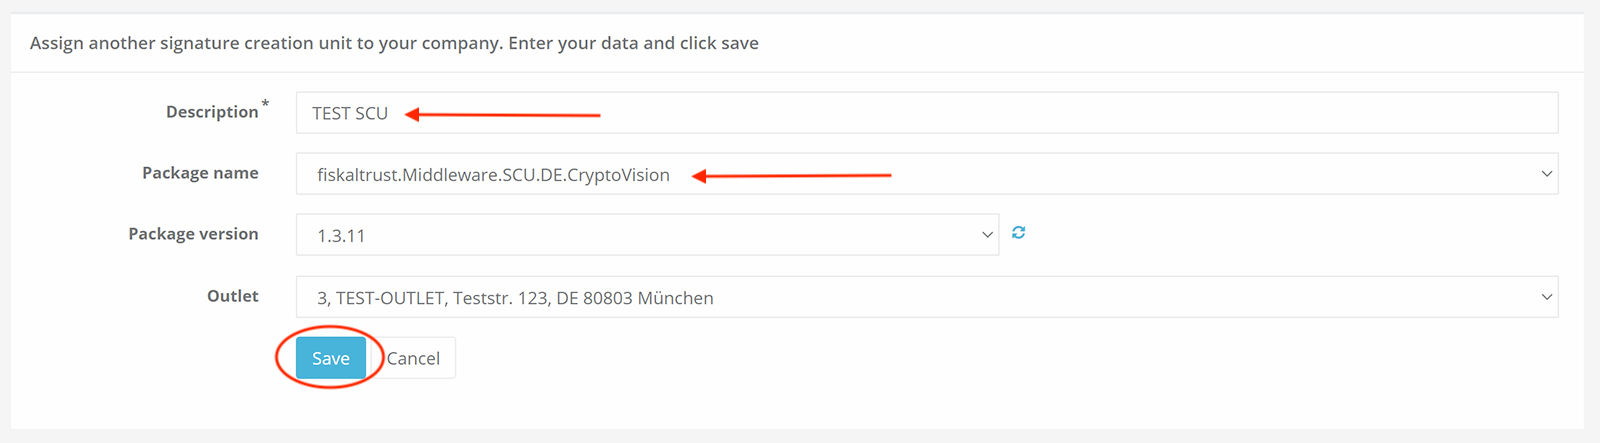 Assign another signature creation unit to your company. Enter your data and click save
Description *
TEST SCU
Package name
fiskaltrust.Middleware.SCU.DE.CryptoVision
Package version
1.3.11
Outlet
3, TEST-OUTLET, Teststr. 123, DE 80803 München
Save
Cancel